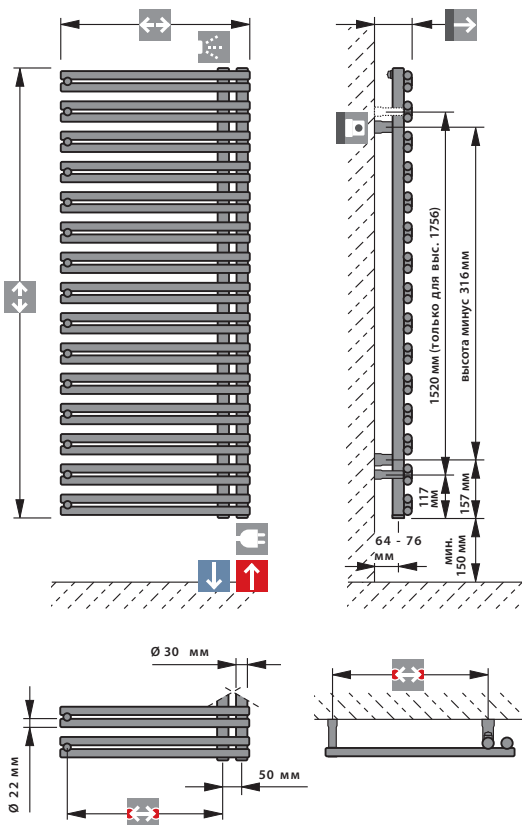 1520 мм (только для выс. 1756)
высота минус 316 мм
117
мм
157 мм
64 - 76
мм
мин.
150 мм
Ø 30 мм
Ø 22 мм
50 мм